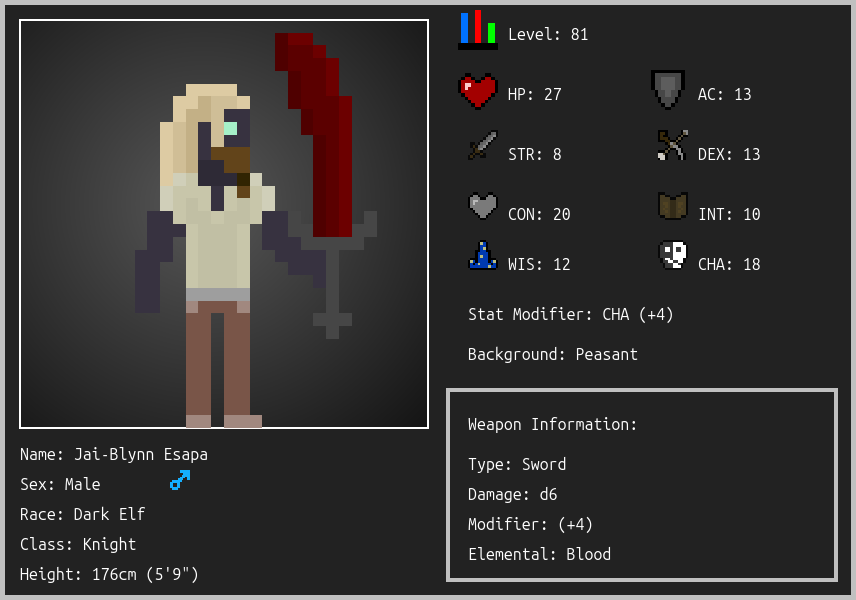 Level: 81
HP: 27
AC: 13
STR: 8
DEX: 13
CON: 20
INT: 10
WIS: 12
CHA: 18
Stat Modifier: CHA (+4)
Background: Peasant
Weapon Information:
Type: Sword
Damage: d6
Modifier: (+4)
Elemental: Blood
Name: Jai-Blynn Esapa
Sex: Male
Race: Dark Elf
Class: Knight
Height: 176cm (5'9")